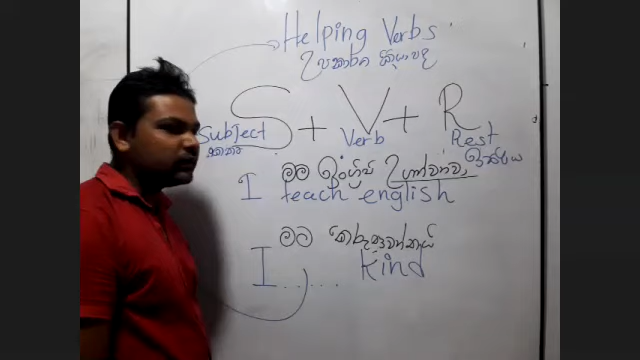 Helping Verbs
උපකාරක ක්‍රියාපද
S + V + R
Subject Verb Rest
මම ඉංග්‍රීසි උගන්වනවා
I teach english
මම කරුණාවන්තයි
I ...... kind